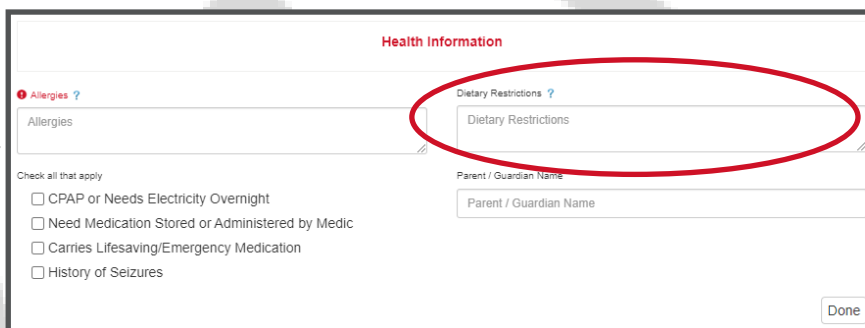 Health Information
Allergies ?
Allergies
Dietary Restrictions ?
Dietary Restrictions
Check all that apply
CPAP or Needs Electricity Overnight
Need Medication Stored or Administered by Medic
Carries Lifesaving/Emergency Medication
History of Seizures
Parent / Guardian Name
Parent / Guardian Name
Done